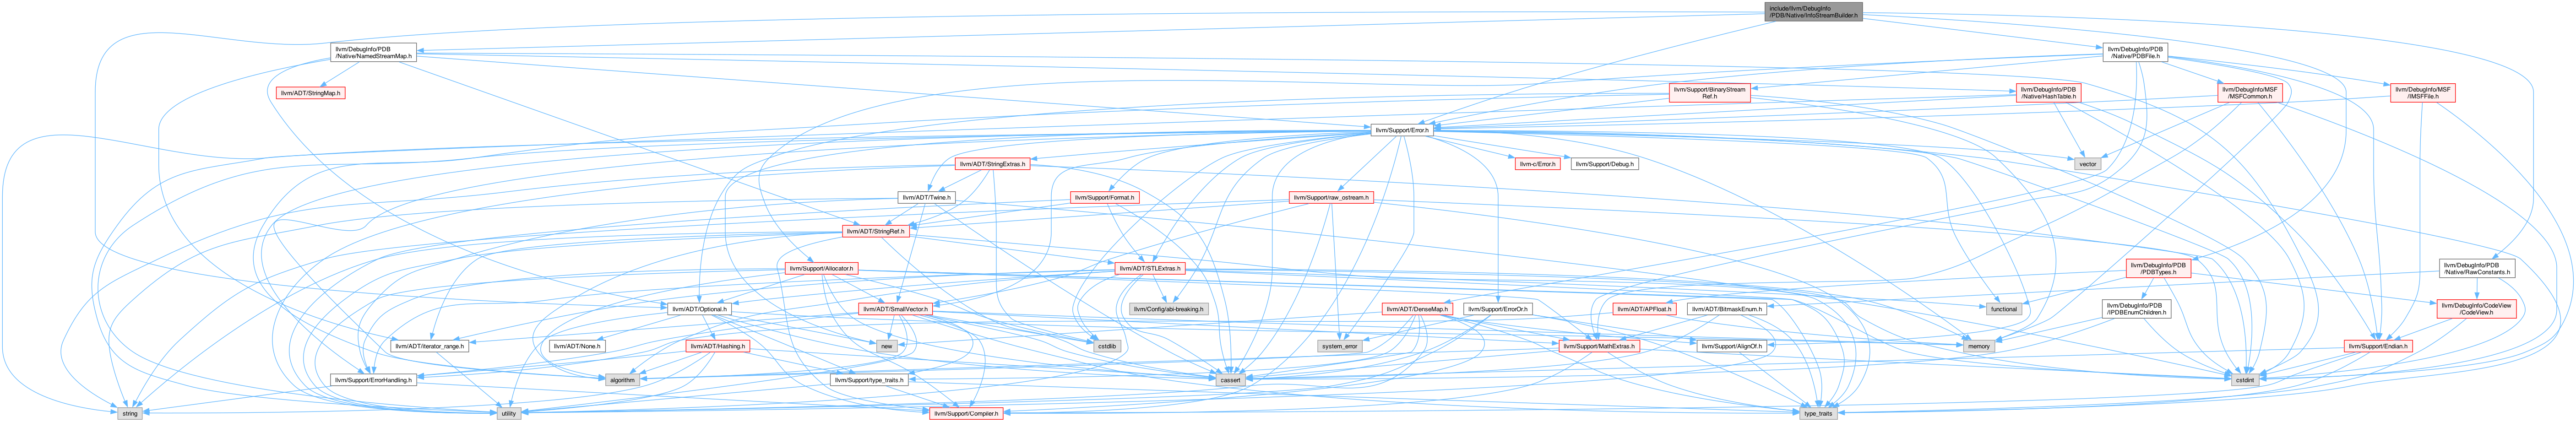 include/llvm/DebugInfo
/PDB/Native/InfoStreamBuilder.h
llvm/DebugInfo/PDB
/Native/NamedStreamMap.h
llvm/DebugInfo/PDB
/Native/PDBFile.h
llvm/ADT/StringMap.h
llvm/Support/BinaryStream
Ref.h
llvm/DebugInfo/PDB
/Native/HashTable.h
llvm/DebugInfo/MSF
/MSFCommon.h
llvm/DebugInfo/MSF
/IMSFFile.h
llvm/Support/Error.h
llvm/ADT/StringExtras.h
llvm-c/Error.h
llvm/Support/Debug.h
vector
llvm/ADT/Twine.h
llvm/Support/Format.h
llvm/Support/raw_ostream.h
llvm/ADT/StringRef.h
llvm/Support/Allocator.h
llvm/ADT/STLExtras.h
llvm/DebugInfo/PDB
/PDBTypes.h
llvm/DebugInfo/PDB
/Native/RawConstants.h
llvm/ADT/Optional.h
llvm/ADT/SmallVector.h
llvm/Config/abi-breaking.h
llvm/ADT/DenseMap.h
llvm/Support/ErrorOr.h
llvm/ADT/APFloat.h
llvm/ADT/BitmaskEnum.h
functional
llvm/DebugInfo/PDB
/IPDBEnumChildren.h
llvm/DebugInfo/CodeView
/CodeView.h
llvm/ADT/iterator_range.h
llvm/ADT/None.h
llvm/ADT/Hashing.h
new
cstdlib
system_error
llvm/Support/MathExtras.h
llvm/Support/AlignOf.h
memory
llvm/Support/Endian.h
llvm/Support/ErrorHandling.h
algorithm
llvm/Support/type_traits.h
cassert
cstdint
string
utility
llvm/Support/Compiler.h
type_traits